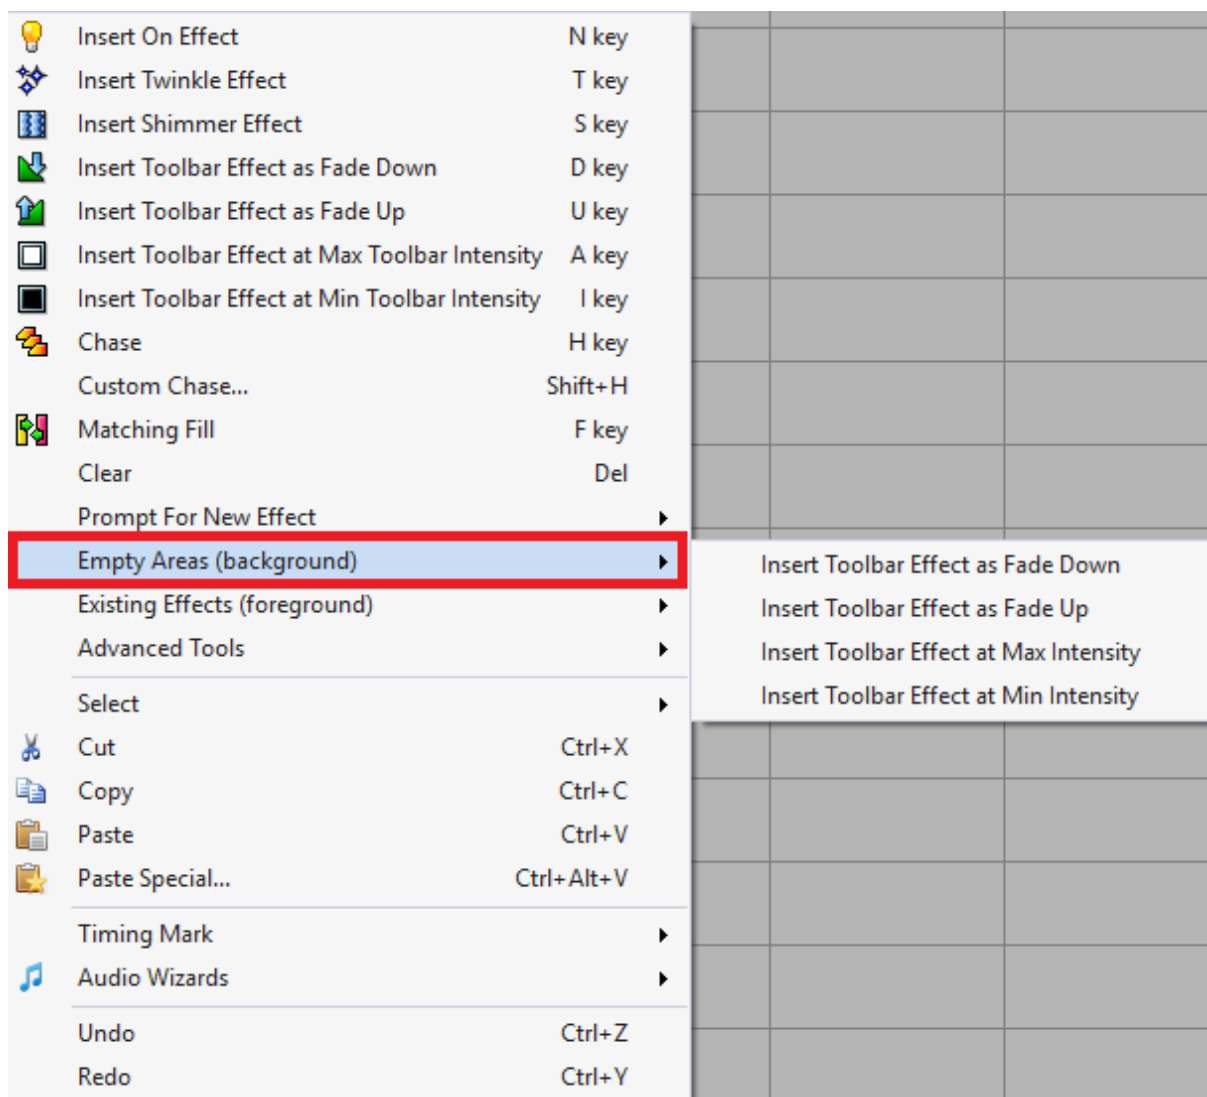 Insert On Effect N key
Insert Twinkle Effect T key
Insert Shimmer Effect S key
Insert Toolbar Effect as Fade Down D key
Insert Toolbar Effect as Fade Up U key
Insert Toolbar Effect at Max Toolbar Intensity A key
Insert Toolbar Effect at Min Toolbar Intensity I key
Chase H key
Custom Chase... Shift+H
Matching Fill F key
Clear Del
Prompt For New Effect
Empty Areas (background)
Insert Toolbar Effect as Fade Down
Insert Toolbar Effect as Fade Up
Insert Toolbar Effect at Max Intensity
Insert Toolbar Effect at Min Intensity
Existing Effects (foreground)
Advanced Tools
Select
Cut Ctrl+X
Copy Ctrl+C
Paste Ctrl+V
Paste Special... Ctrl+Alt+V
Timing Mark
Audio Wizards
Undo Ctrl+Z
Redo Ctrl+Y